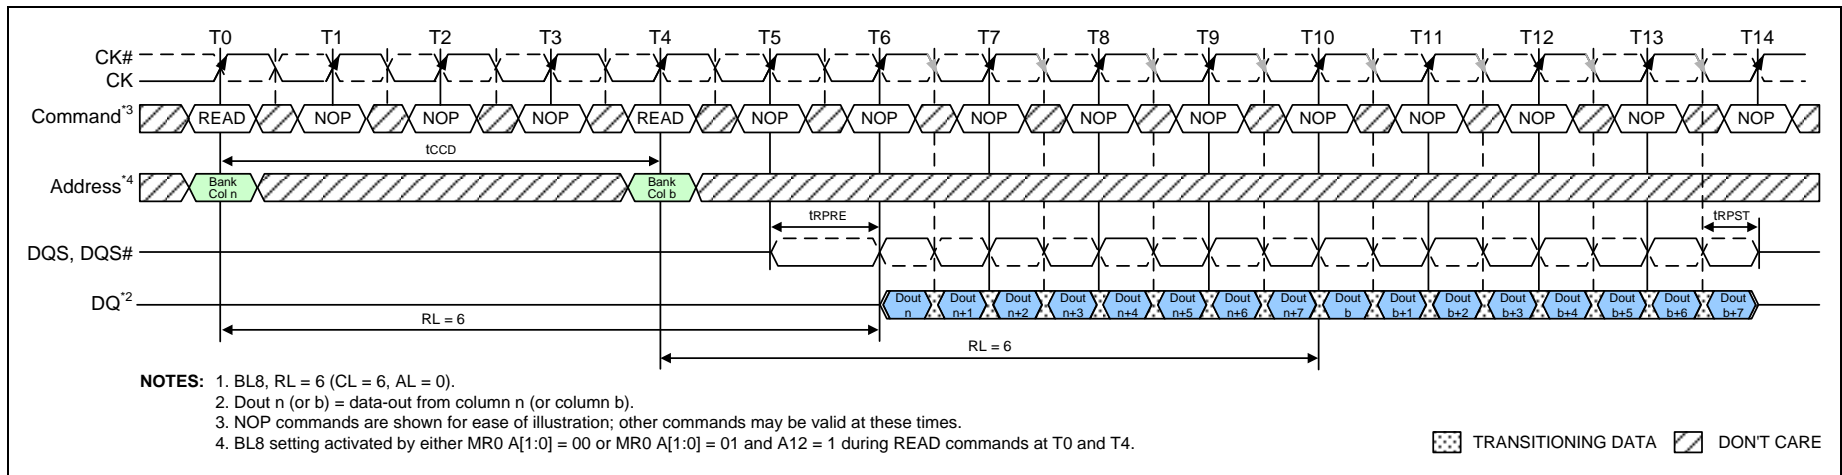 T0 T1 T2 T3 T4 T5 T6 T7 T8 T9 T10 T11 T12 T13 T14
CK#
CK
Command*3 READ NOP NOP NOP READ NOP NOP NOP NOP NOP NOP NOP NOP NOP NOP
tCCD
Address*4 Bank Col n Bank Col b
tRPRE tRPST
DQS, DQS#
DQ*2 Dout n Dout n+1 Dout n+2 Dout n+3 Dout n+4 Dout n+5 Dout n+6 Dout n+7 Dout b Dout b+1 Dout b+2 Dout b+3 Dout b+4 Dout b+5 Dout b+6 Dout b+7
RL = 6
RL = 6
NOTES: 1. BL8, RL = 6 (CL = 6, AL = 0).
2. Dout n (or b) = data-out from column n (or column b).
3. NOP commands are shown for ease of illustration; other commands may be valid at these times.
4. BL8 setting activated by either MR0 A[1:0] = 00 or MR0 A[1:0] = 01 and A12 = 1 during READ commands at T0 and T4.
TRANSITIONING DATA DON'T CARE